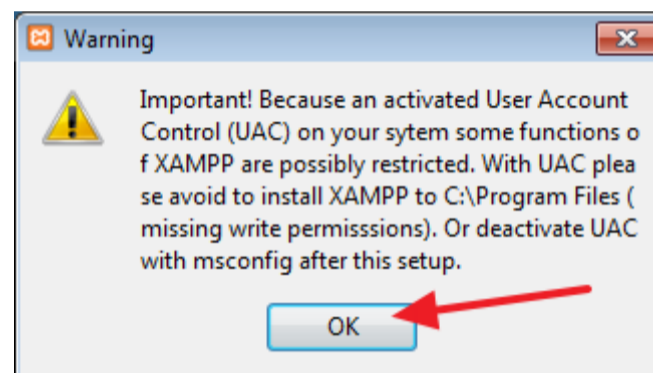 Warning
Important! Because an activated User Account
Control (UAC) on your sytem some functions o
f XAMPP are possibly restricted. With UAC plea
se avoid to install XAMPP to C:\Program Files (
missing write permisssions). Or deactivate UAC
with msconfig after this setup.
OK